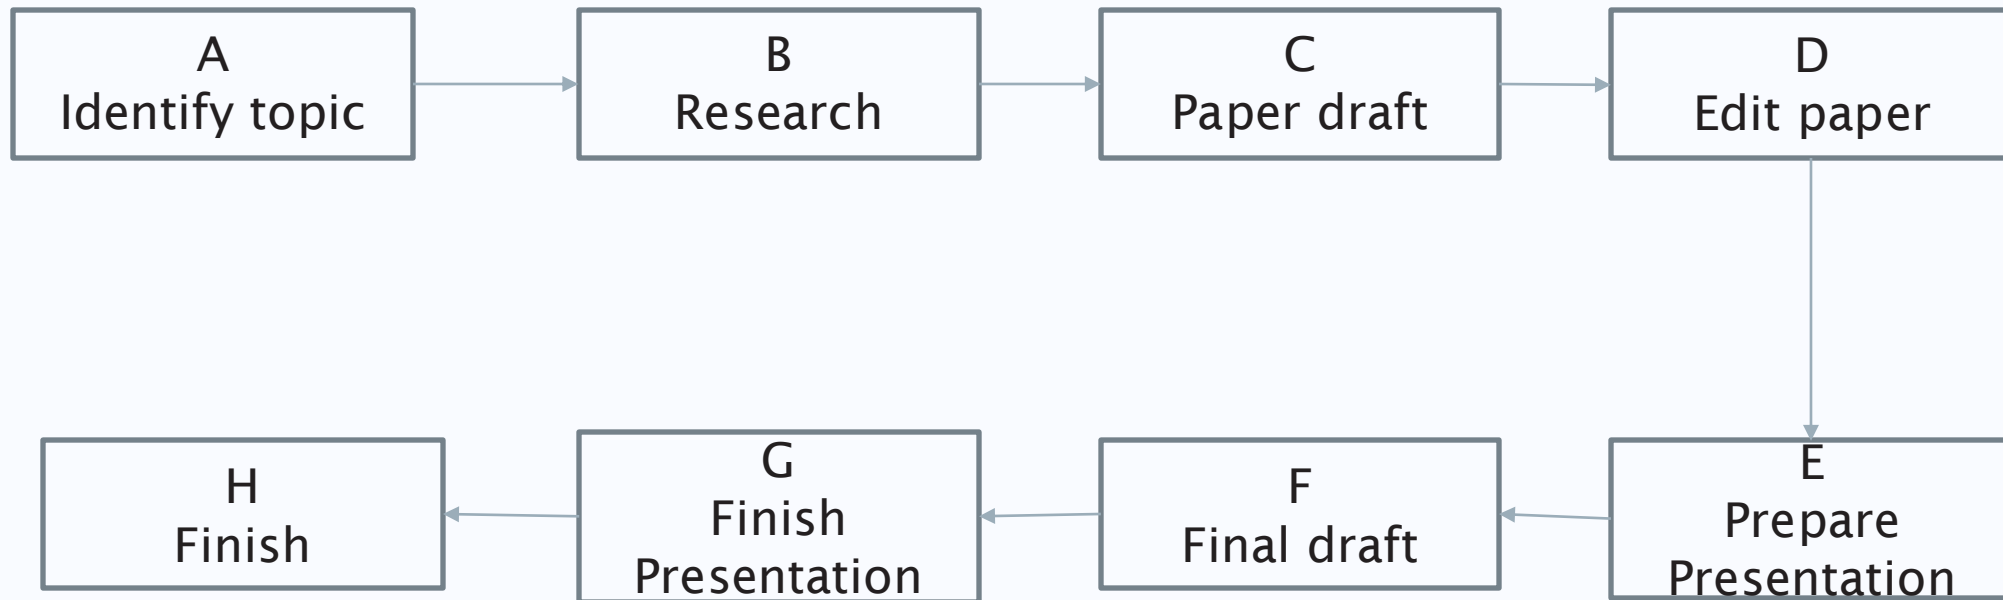 A
Identify topic
B
Research
C
Paper draft
D
Edit paper
E
Prepare
Presentation
F
Final draft
G
Finish
Presentation
H
Finish